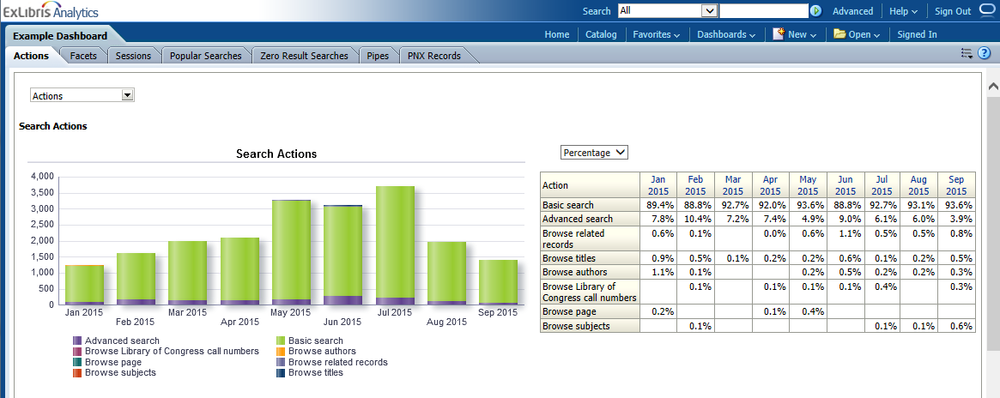 ExLibris Analytics
Search All Advanced Help Sign Out
Example Dashboard
Home Catalog Favorites Dashboards New Open Signed In
Actions Facets Sessions Popular Searches Zero Result Searches Pipes PNX Records
?
Actions
Search Actions
Search Actions
4,000
3,500
3,000
2,500
2,000
1,500
1,000
500
0
Jan 2015 Feb 2015 Mar 2015 Apr 2015 May 2015 Jun 2015 Jul 2015 Aug 2015 Sep 2015
Advanced search Basic search
Browse Library of Congress call numbers Browse authors
Browse page Browse related records
Browse subjects Browse titles
Percentage
Action Jan 2015 Feb 2015 Mar 2015 Apr 2015 May 2015 Jun 2015 Jul 2015 Aug 2015 Sep 2015
Basic search 89.4% 88.8% 92.7% 92.0% 93.6% 88.8% 92.7% 93.1% 93.6%
Advanced search 7.8% 10.4% 7.2% 7.4% 4.9% 9.0% 6.1% 6.0% 3.9%
Browse related records 0.6% 0.1% 0.0% 0.6% 1.1% 0.5% 0.5% 0.8%
Browse titles 0.9% 0.5% 0.1% 0.2% 0.2% 0.6% 0.1% 0.2% 0.5%
Browse authors 1.1% 0.1% 0.2% 0.5% 0.2% 0.2% 0.3%
Browse Library of Congress call numbers 0.1% 0.1% 0.1% 0.1% 0.4% 0.3%
Browse page 0.2% 0.1% 0.4%
Browse subjects 0.1% 0.1% 0.1% 0.6%